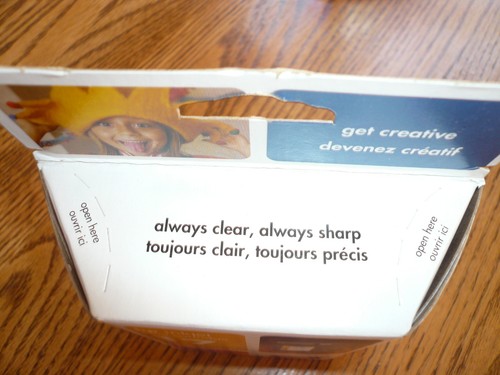 get creative
devenez créatif
always clear, always sharp
toujours clair, toujours précis
open here
ouvrir ici
open here
ouvrir ici